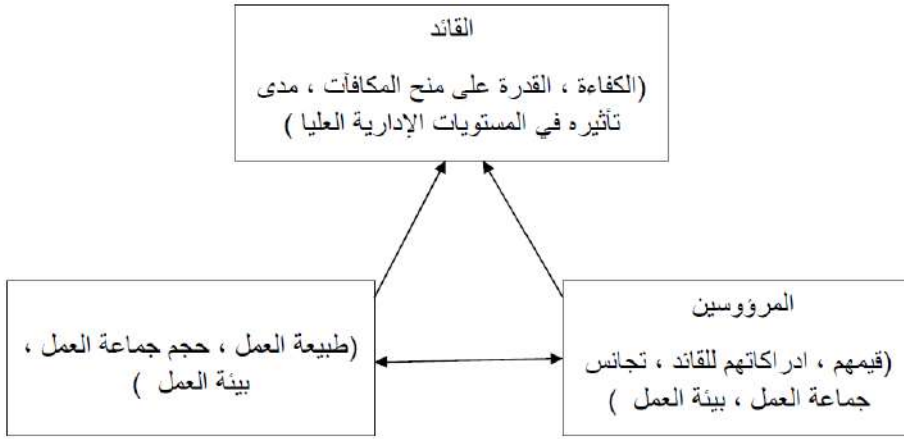 القائد
(الكفاءة ، القدرة على منح المكافآت ، مدى
تأثيره في المستويات الإدارية العليا )
المرؤوسين
(قيمهم ، ادراكاتهم للقائد ، تجانس
جماعة العمل ، بيئة العمل )
(طبيعة العمل ، حجم جماعة العمل ،
بيئة العمل )